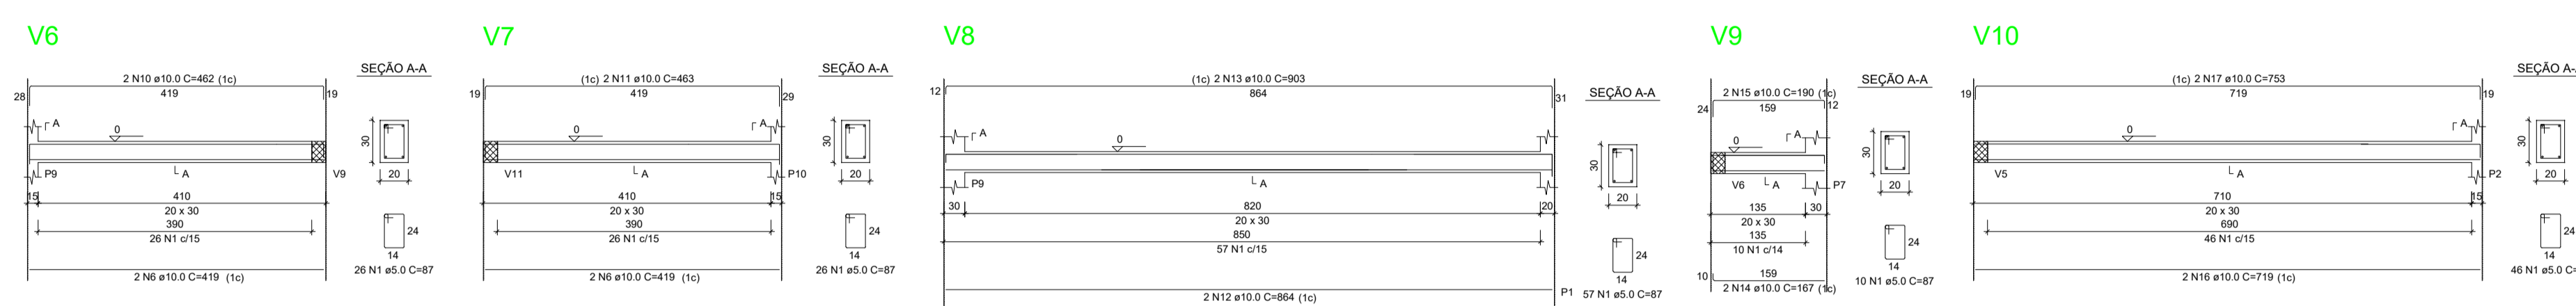 V6
SEÇÃO A-A
2 N10 ø10.0 C=462 (1c)
28
419
19
A
0
30
20
P9
A
V9
15
410
20 x 30
390
26 N1 c/15
24
14
26 N1 ø5.0 C=87
2 N6 ø10.0 C=419 (1c)
V7
SEÇÃO A-A
(1c) 2 N11 ø10.0 C=463
19
419
29
A
0
30
20
V11
A
P10
410
15
20 x 30
390
26 N1 c/15
24
14
26 N1 ø5.0 C=87
2 N6 ø10.0 C=419 (1c)
V8
(1c) 2 N13 ø10.0 C=903
12
864
31
SEÇÃO A-A
A
0
30
20
P9
A
30
820
20
20 x 30
850
57 N1 c/15
24
14
57 N1 ø5.0 C=87
2 N12 ø10.0 C=864 (1c)
P1
V9
SEÇÃO A-A
2 N15 ø10.0 C=190 (1c)
24
159
12
0
A
30
20
V6
A
P7
135
30
20 x 30
135
10 N1 c/14
24
14
10 N1 ø5.0 C=87
10
159
2 N14 ø10.0 C=167 (1c)
V10
SEÇÃO A-
(1c) 2 N17 ø10.0 C=753
19
719
19
A
0
30
20
V5
A
P2
710
15
20 x 30
690
46 N1 c/15
24
14
46 N1 ø5.0 C=
2 N16 ø10.0 C=719 (1c)